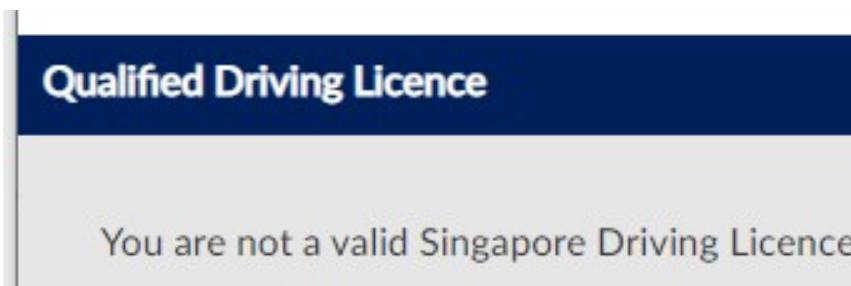 Qualified Driving Licence
You are not a valid Singapore Driving Licence